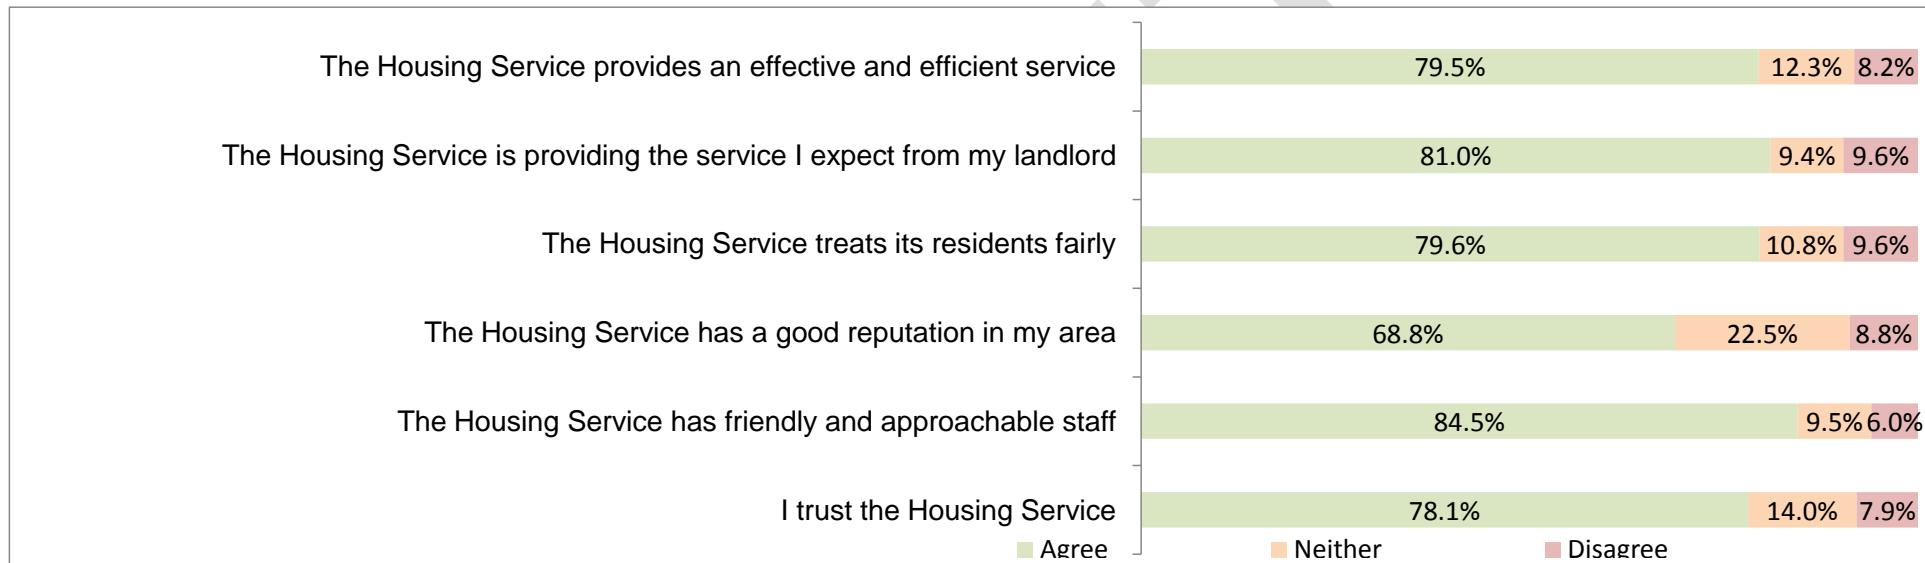 The Housing Service provides an effective and efficient service 79.5% 12.3% 8.2%
The Housing Service is providing the service I expect from my landlord 81.0% 9.4% 9.6%
The Housing Service treats its residents fairly 79.6% 10.8% 9.6%
The Housing Service has a good reputation in my area 68.8% 22.5% 8.8%
The Housing Service has friendly and approachable staff 84.5% 9.5% 6.0%
I trust the Housing Service 78.1% 14.0% 7.9%
Agree Neither Disagree